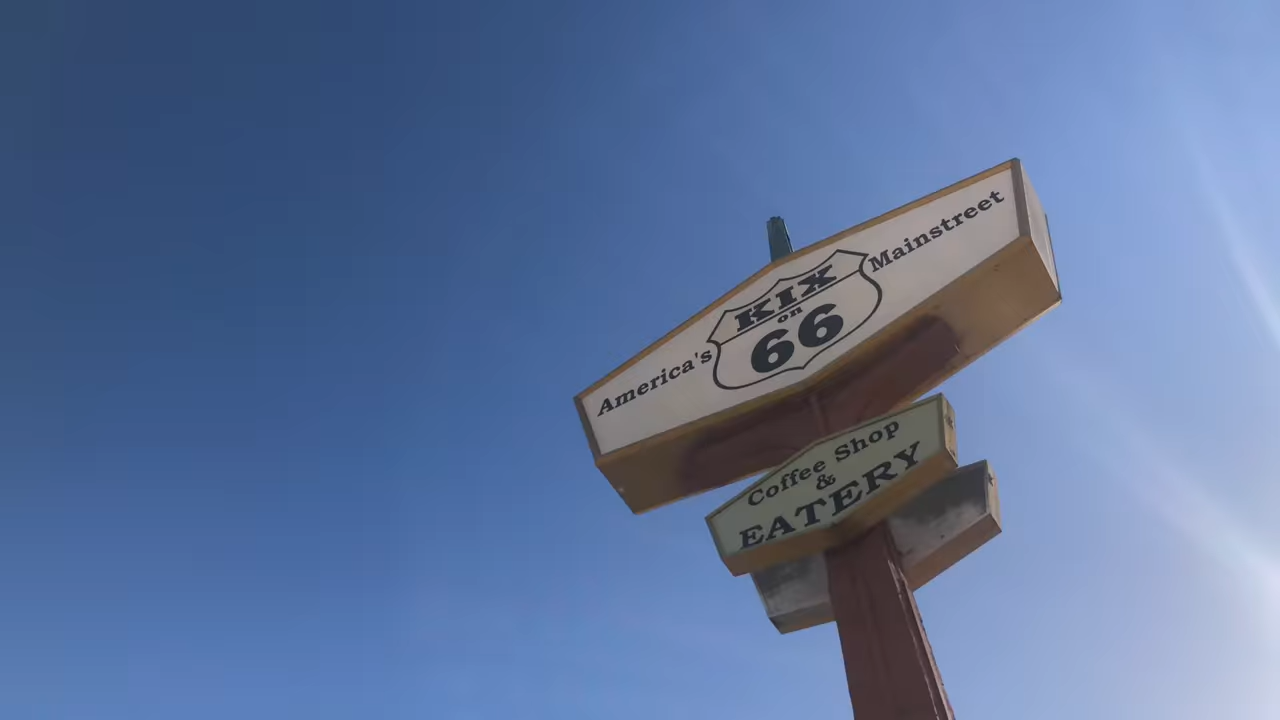 America's
KIX
on
66
Mainstreet
Coffee Shop
&
EATERY